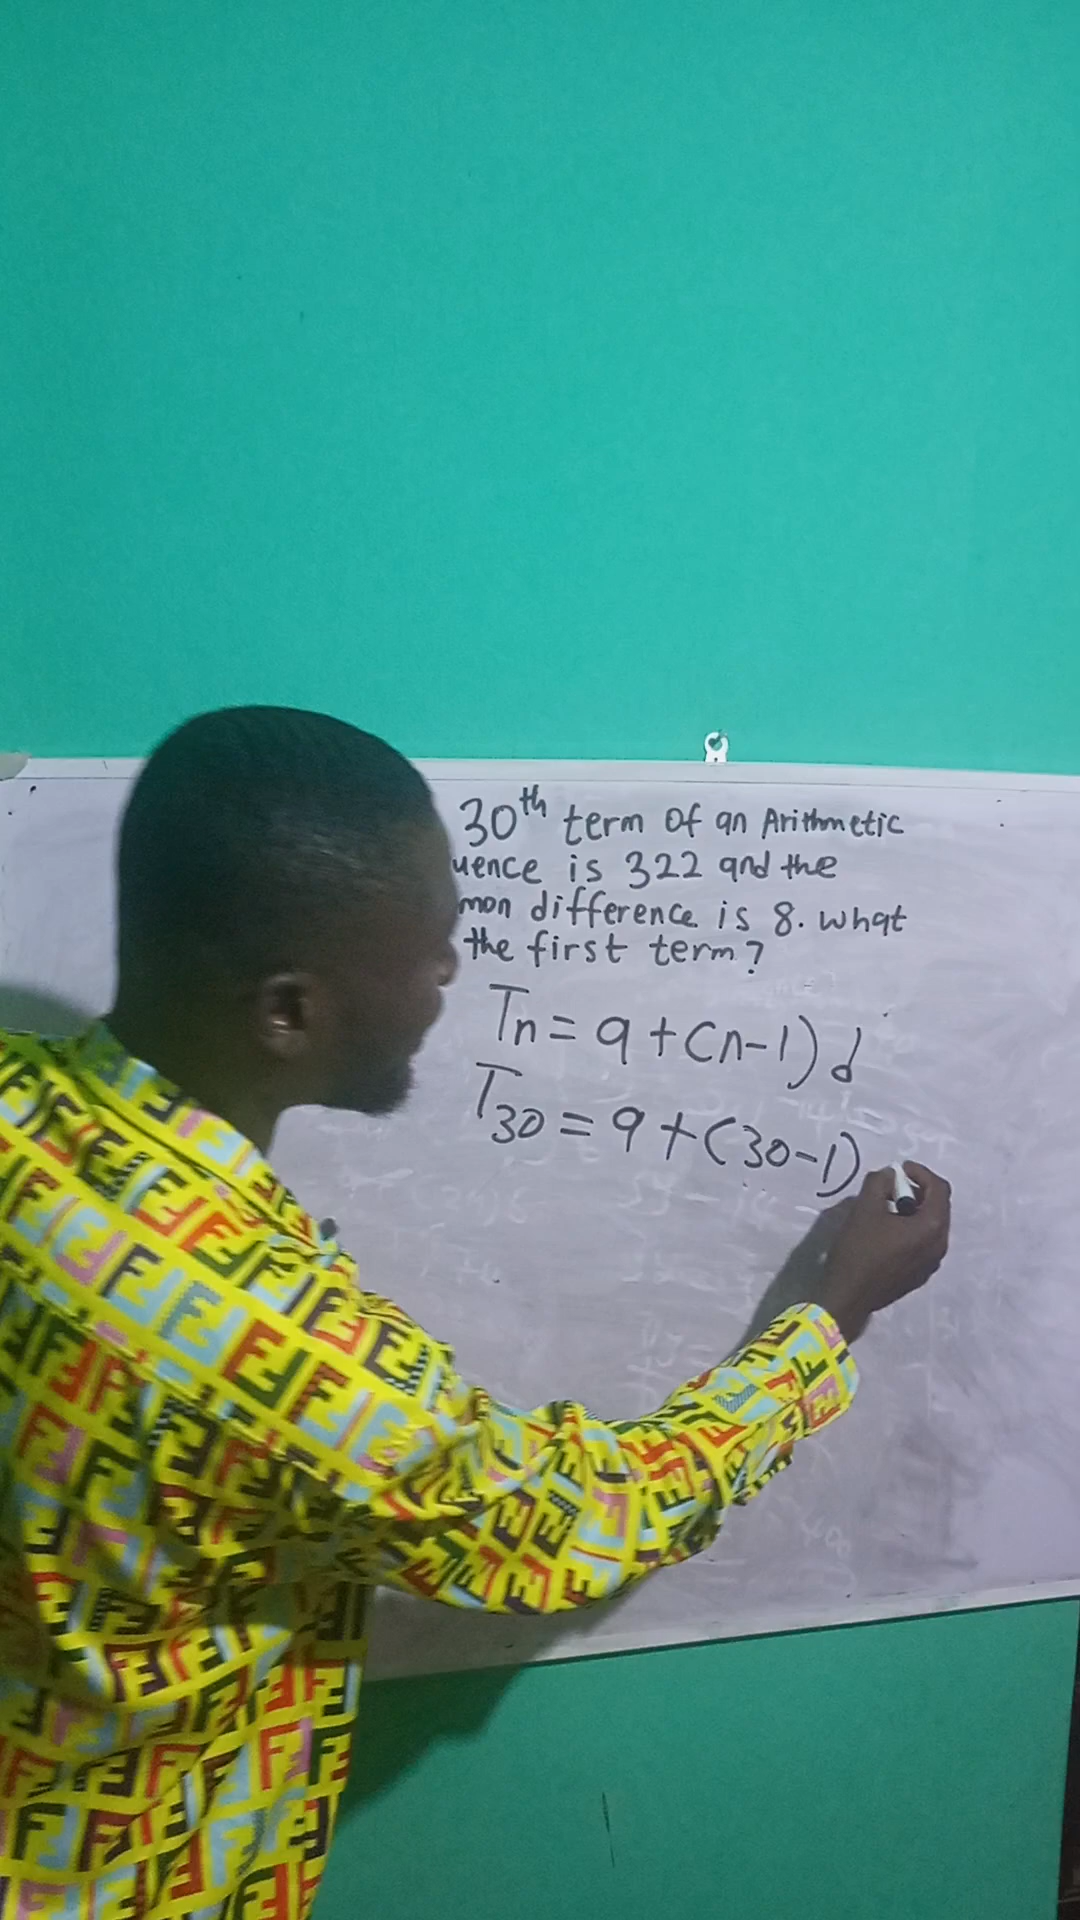 30th term of an Arithmetic
uence is 322 and the
mon difference is 8. what
the first term?
Tn = a + (n-1)d
T30 = a + (30-1)